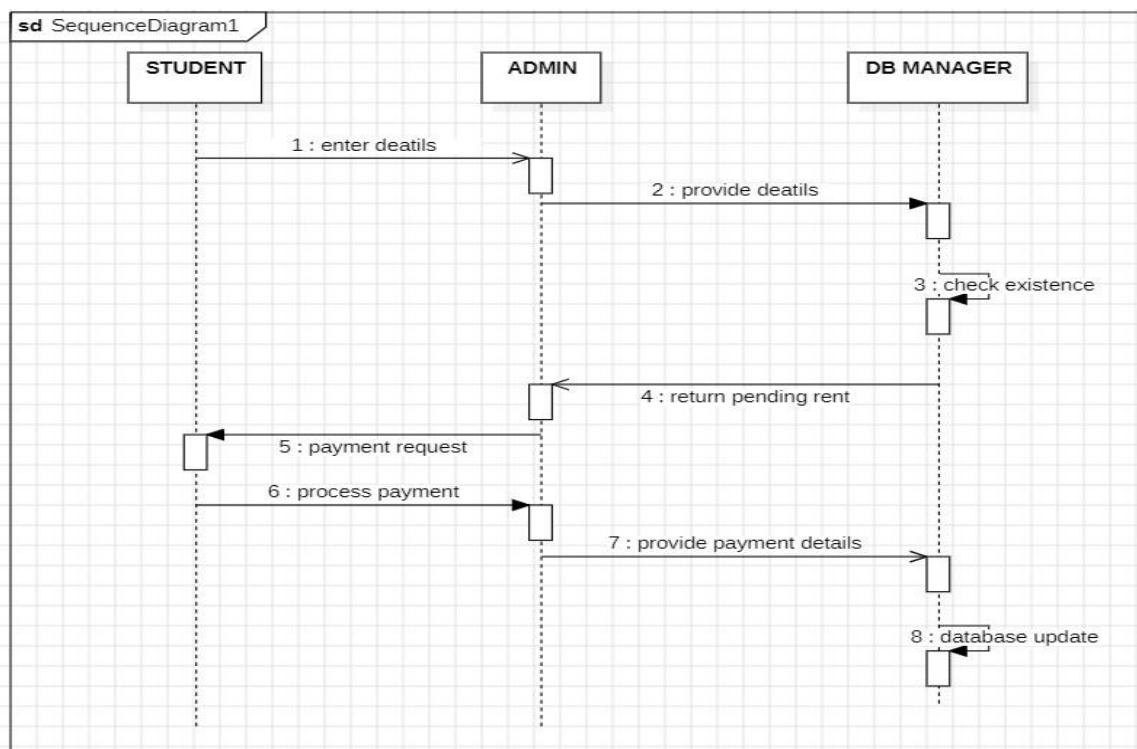 sd SequenceDiagram1
STUDENT
ADMIN
DB MANAGER
1 : enter deatils
2 : provide deatils
3 : check existence
4 : return pending rent
5 : payment request
6 : process payment
7 : provide payment details
8 : database update